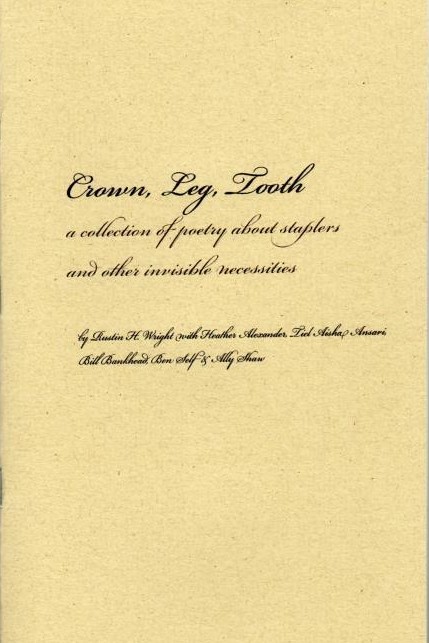 Crown, Leg, Tooth
a collection of poetry about staplers
and other invisible necessities
by Rustin H. Wright with Heather Alexander, Tiel Aisha Ansari,
Bill Bankhead, Ben Self & Ally Shaw